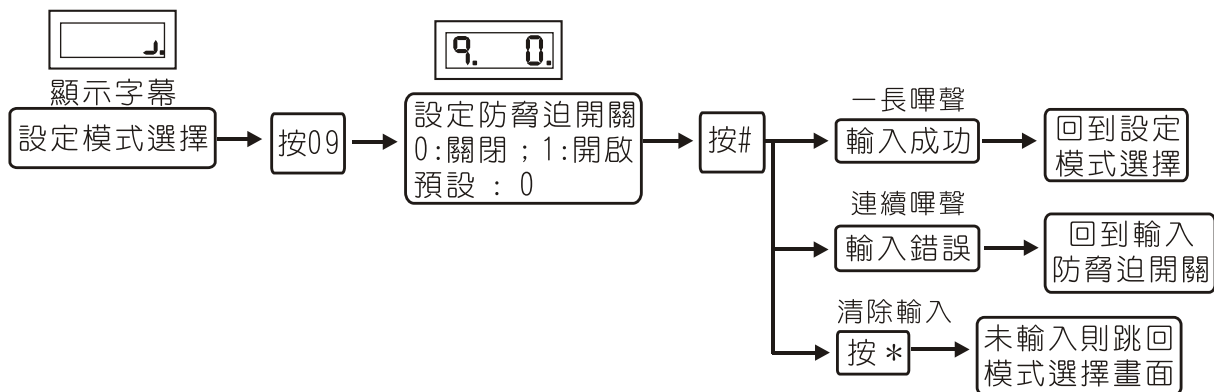 顯示字幕
設定模式選擇
按09
9. 0.
設定防脅迫開關
0:關閉；1:開啟
預設：0
按#
一長嗶聲
輸入成功
回到設定
模式選擇
連續嗶聲
輸入錯誤
回到輸入
防脅迫開關
清除輸入
按＊
未輸入則跳回
模式選擇畫面